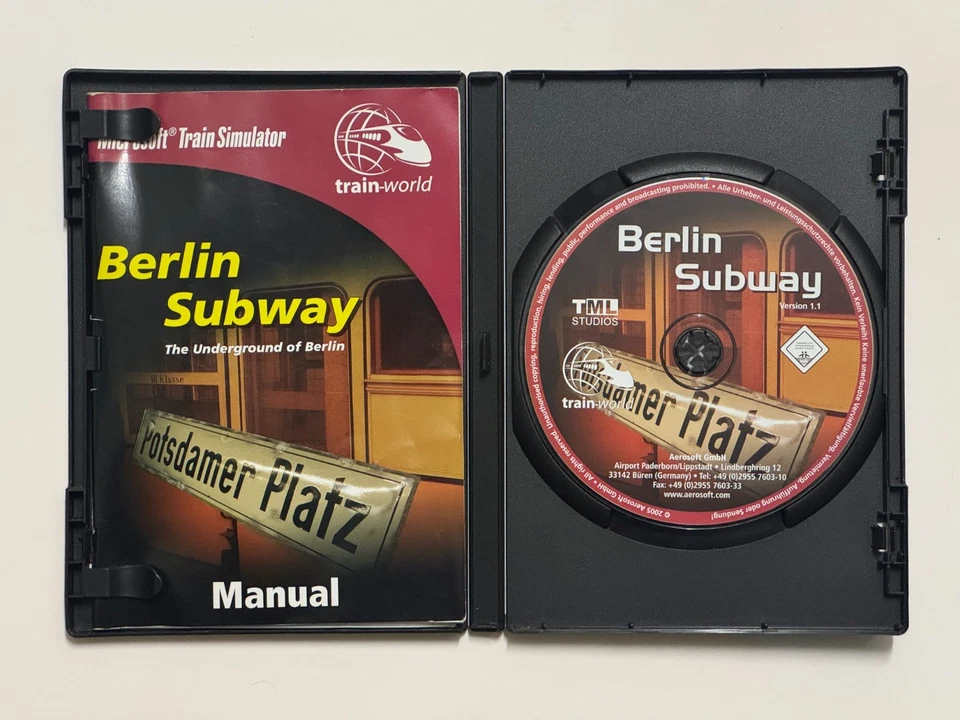 Microsoft® Train Simulator
train-world
Berlin
Subway
The Underground of Berlin
III Klasse
Potsdamer Platz
Manual
Berlin
Subway
Version 1.1
TML
STUDIOS
train-world
Platz
Aerosoft GmbH
Airport Paderborn/Lippstadt • Lindberghring 12
33142 Büren (Germany) • Tel: +49 (0)2955 7603-10
Fax: +49 (0)2955 7603-33
www.aerosoft.com
© 2005 Aerosoft GmbH • All rights reserved. Unauthorised copying, reproduction, hiring, lending, public, performance and broadcasting prohibited. • Alle Urheber- und Leistungsschutzrechte vorbehalten. Kein Verleih! Keine unerlaubte Vervielfältigung, Vermietung, Aufführung oder Sendung!